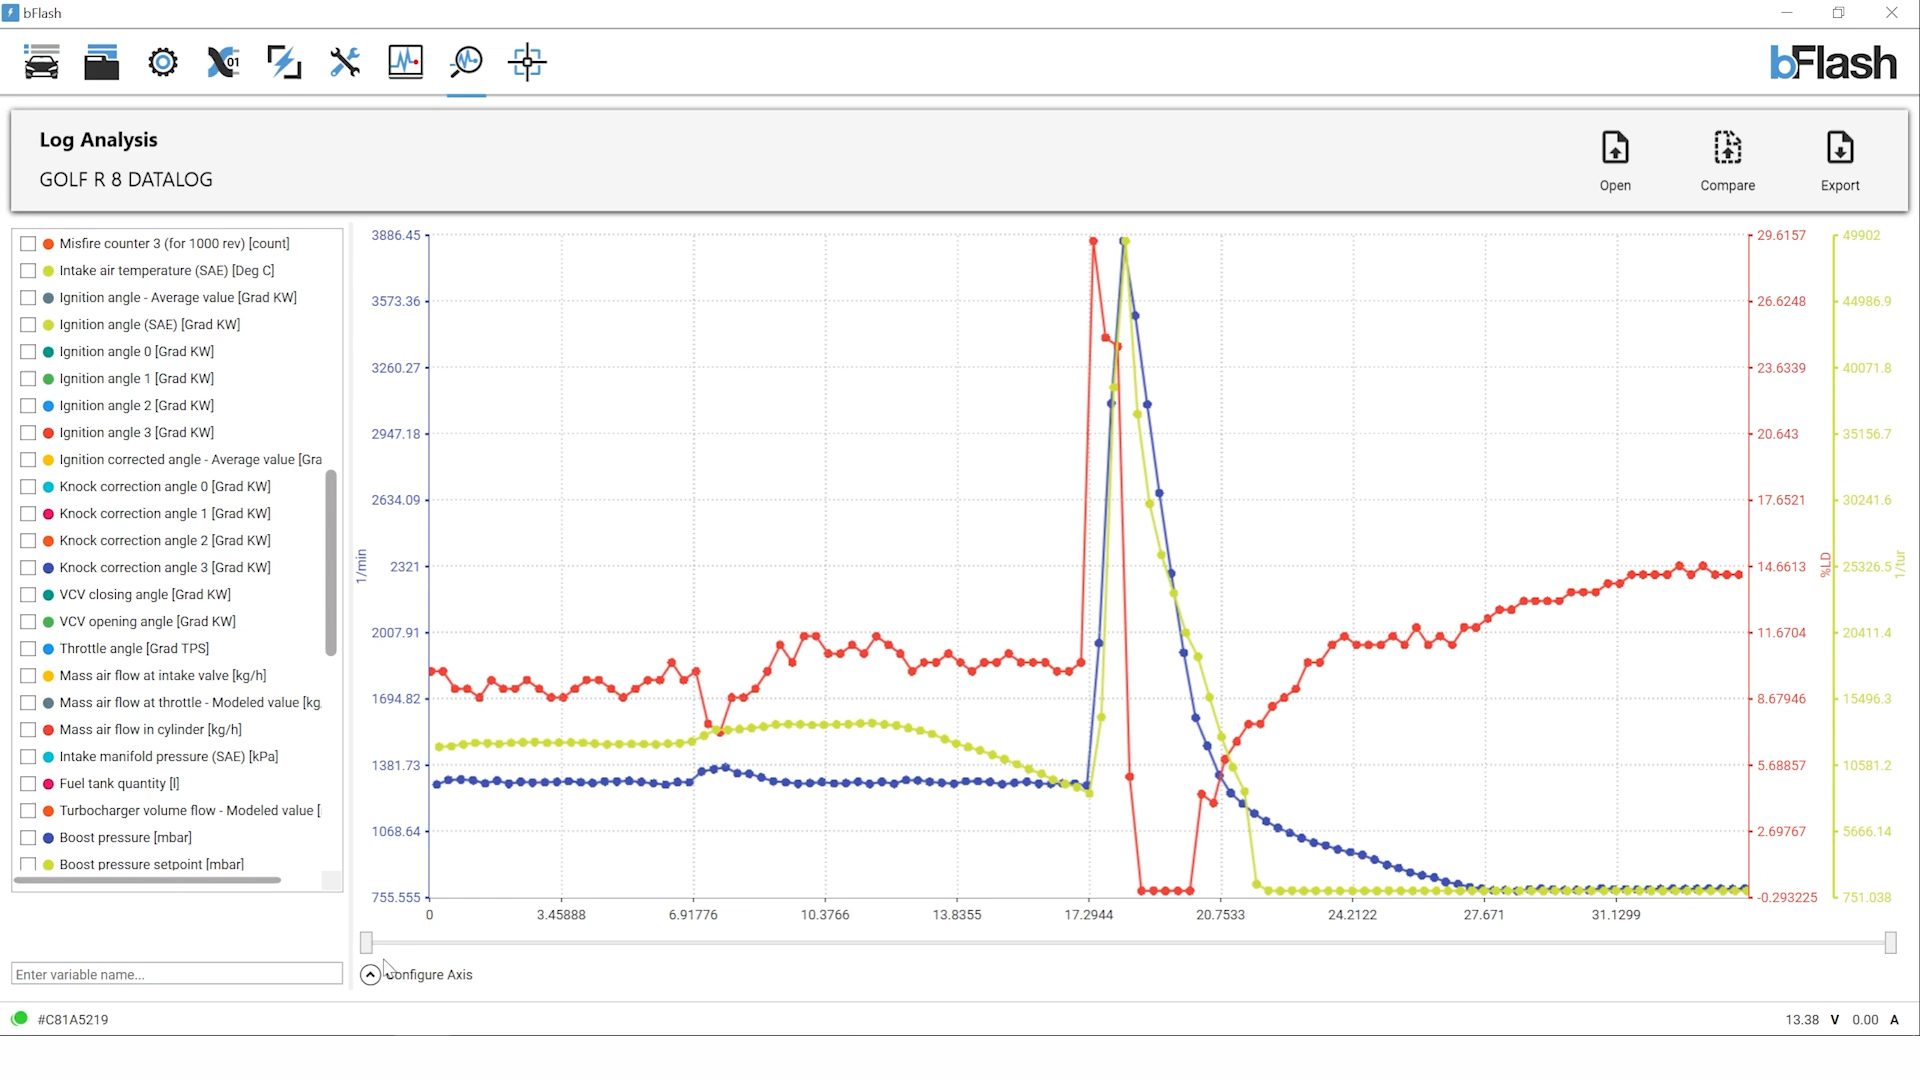 bFlash
01
bFlash
Log Analysis
GOLF R 8 DATALOG
Open
Compare
Export
Misfire counter 3 (for 1000 rev) [count]
Intake air temperature (SAE) [Deg C]
Ignition angle - Average value [Grad KW]
Ignition angle (SAE) [Grad KW]
Ignition angle 0 [Grad KW]
Ignition angle 1 [Grad KW]
Ignition angle 2 [Grad KW]
Ignition angle 3 [Grad KW]
Ignition corrected angle - Average value [Gra
Knock correction angle 0 [Grad KW]
Knock correction angle 1 [Grad KW]
Knock correction angle 2 [Grad KW]
Knock correction angle 3 [Grad KW]
VCV closing angle [Grad KW]
VCV opening angle [Grad KW]
Throttle angle [Grad TPS]
Mass air flow at intake valve [kg/h]
Mass air flow at throttle - Modeled value [kg
Mass air flow in cylinder [kg/h]
Intake manifold pressure (SAE) [kPa]
Fuel tank quantity [l]
Turbocharger volume flow - Modeled value [
Boost pressure [mbar]
Boost pressure setpoint [mbar]
Enter variable name...
1/min
3886.45
3573.36
3260.27
2947.18
2634.09
2321
2007.91
1694.82
1381.73
1068.64
755.555
0
3.45888
6.91776
10.3766
13.8355
17.2944
20.7533
24.2122
27.671
31.1299
29.6157
26.6248
23.6339
20.643
17.6521
14.6613
11.6704
8.67946
5.68857
2.69767
-0.293225
%LD
49902
44986.9
40071.8
35156.7
30241.6
25326.5
20411.4
15496.3
10581.2
5666.14
751.038
1/tur
Configure Axis
#C81A5219
13.38 V 0.00 A